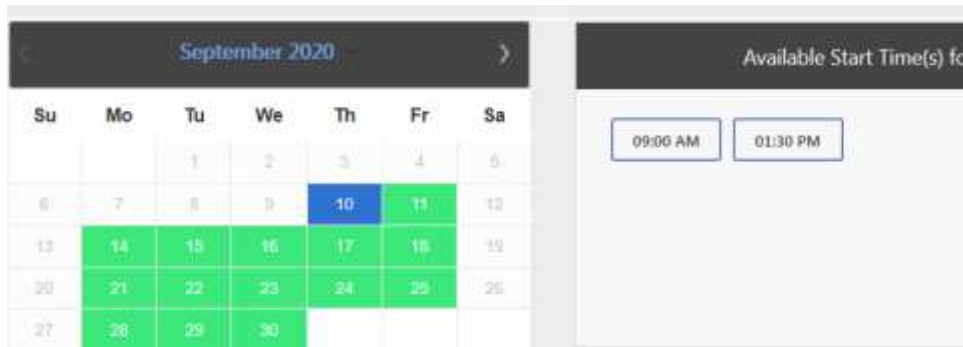 September 2020
Su Mo Tu We Th Fr Sa
1 2 3 4 5
6 7 8 9 10 11 12
13 14 15 16 17 18 19
20 21 22 23 24 25 26
27 28 29 30
Available Start Time(s) fo
09:00 AM 01:30 PM